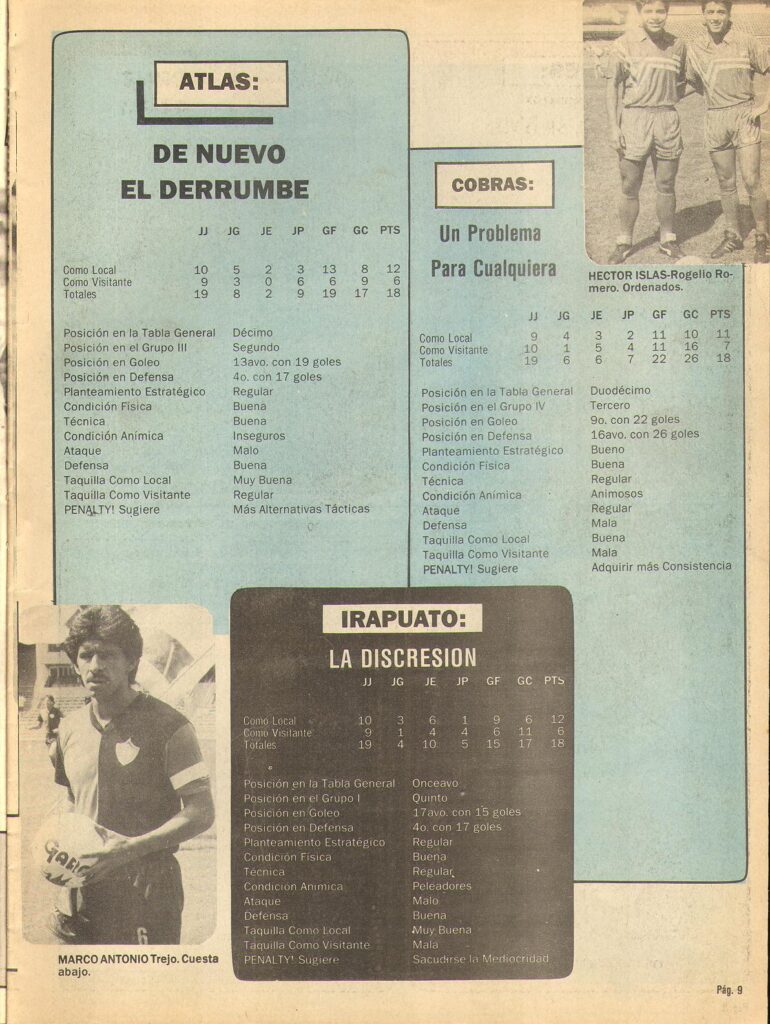 ATLAS:
DE NUEVO
EL DERRUMBE
JJ JG JE JP GF GC PTS
Como Local 10 5 2 3 13 8 12
Como Visitante 9 3 0 6 6 9 6
Totales 19 8 2 9 19 17 18
Posición en la Tabla General Décimo
Posición en el Grupo III Segundo
Posición en Goleo 13avo. con 19 goles
Posición en Defensa 4o. con 17 goles
Planteamiento Estratégico Regular
Condición Física Buena
Técnica Buena
Condición Anímica Inseguros
Ataque Malo
Defensa Buena
Taquilla Como Local Muy Buena
Taquilla Como Visitante Regular
PENALTY! Sugiere Más Alternativas Tácticas
HECTOR ISLAS-Rogelio Ro-
mero. Ordenados.
COBRAS:
Un Problema
Para Cualquiera
JJ JG JE JP GF GC PTS
Como Local 9 4 3 2 11 10 11
Como Visitante 10 1 5 4 11 16 7
Totales 19 6 6 7 22 26 18
Posición en la Tabla General Duodécimo
Posición en el Grupo IV Tercero
Posición en Goleo 9o. con 22 goles
Posición en Defensa 16avo. con 26 goles
Planteamiento Estratégico Bueno
Condición Física Buena
Técnica Regular
Condición Anímica Animosos
Ataque Regular
Defensa Mala
Taquilla Como Local Buena
Taquilla Como Visitante Mala
PENALTY! Sugiere Adquirir más Consistencia
IRAPUATO:
LA DISCRESION
JJ JG JE JP GF GC PTS
Como Local 10 3 6 1 9 6 12
Como Visitante 9 1 4 4 6 11 6
Totales 19 4 10 5 15 17 18
Posición en la Tabla General Onceavo
Posición en el Grupo I Quinto
Posición en Goleo 17avo. con 15 goles
Posición en Defensa 4o. con 17 goles
Planteamiento Estratégico Regular
Condición Física Buena
Técnica Regular
Condición Anímica Peleadores
Ataque Malo
Defensa Buena
Taquilla Como Local Muy Buena
Taquilla Como Visitante Mala
PENALTY! Sugiere Sacudirse la Mediocridad
6
MARCO ANTONIO Trejo. Cuesta
abajo.
Pág. 9